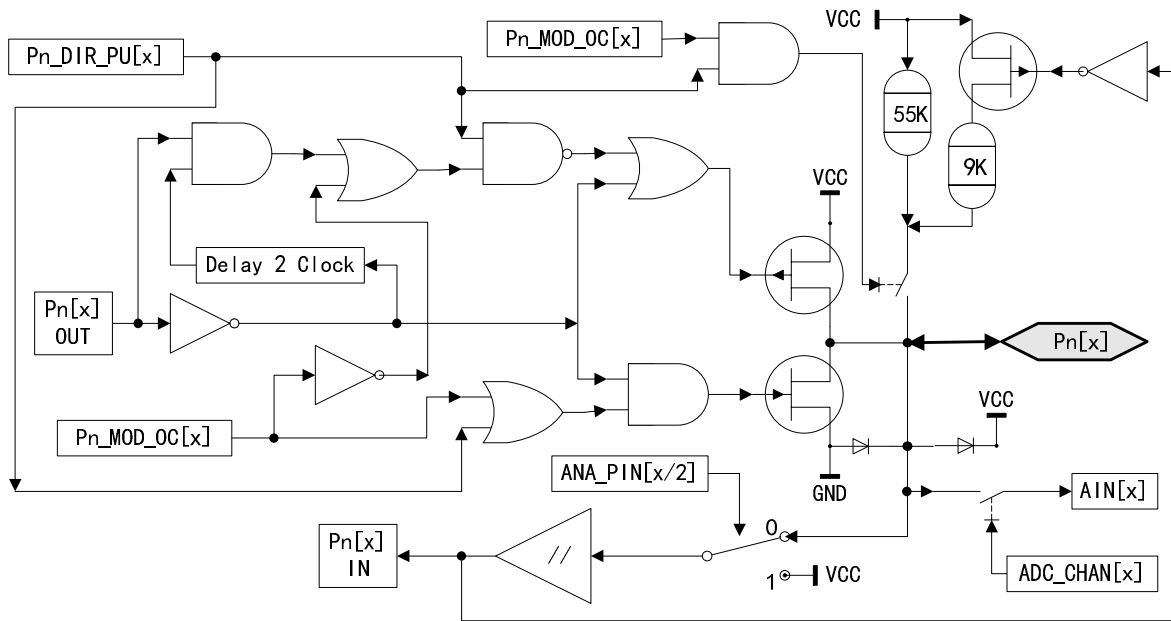 Pn_DIR_PU[x]
Pn_MOD_OC[x]
VCC
55K
9K
VCC
Delay 2 Clock
Pn[x]
OUT
Pn[x]
Pn_MOD_OC[x]
VCC
ANA_PIN[x/2]
GND
AIN[x]
Pn[x]
IN
//
0
1
VCC
ADC_CHAN[x]